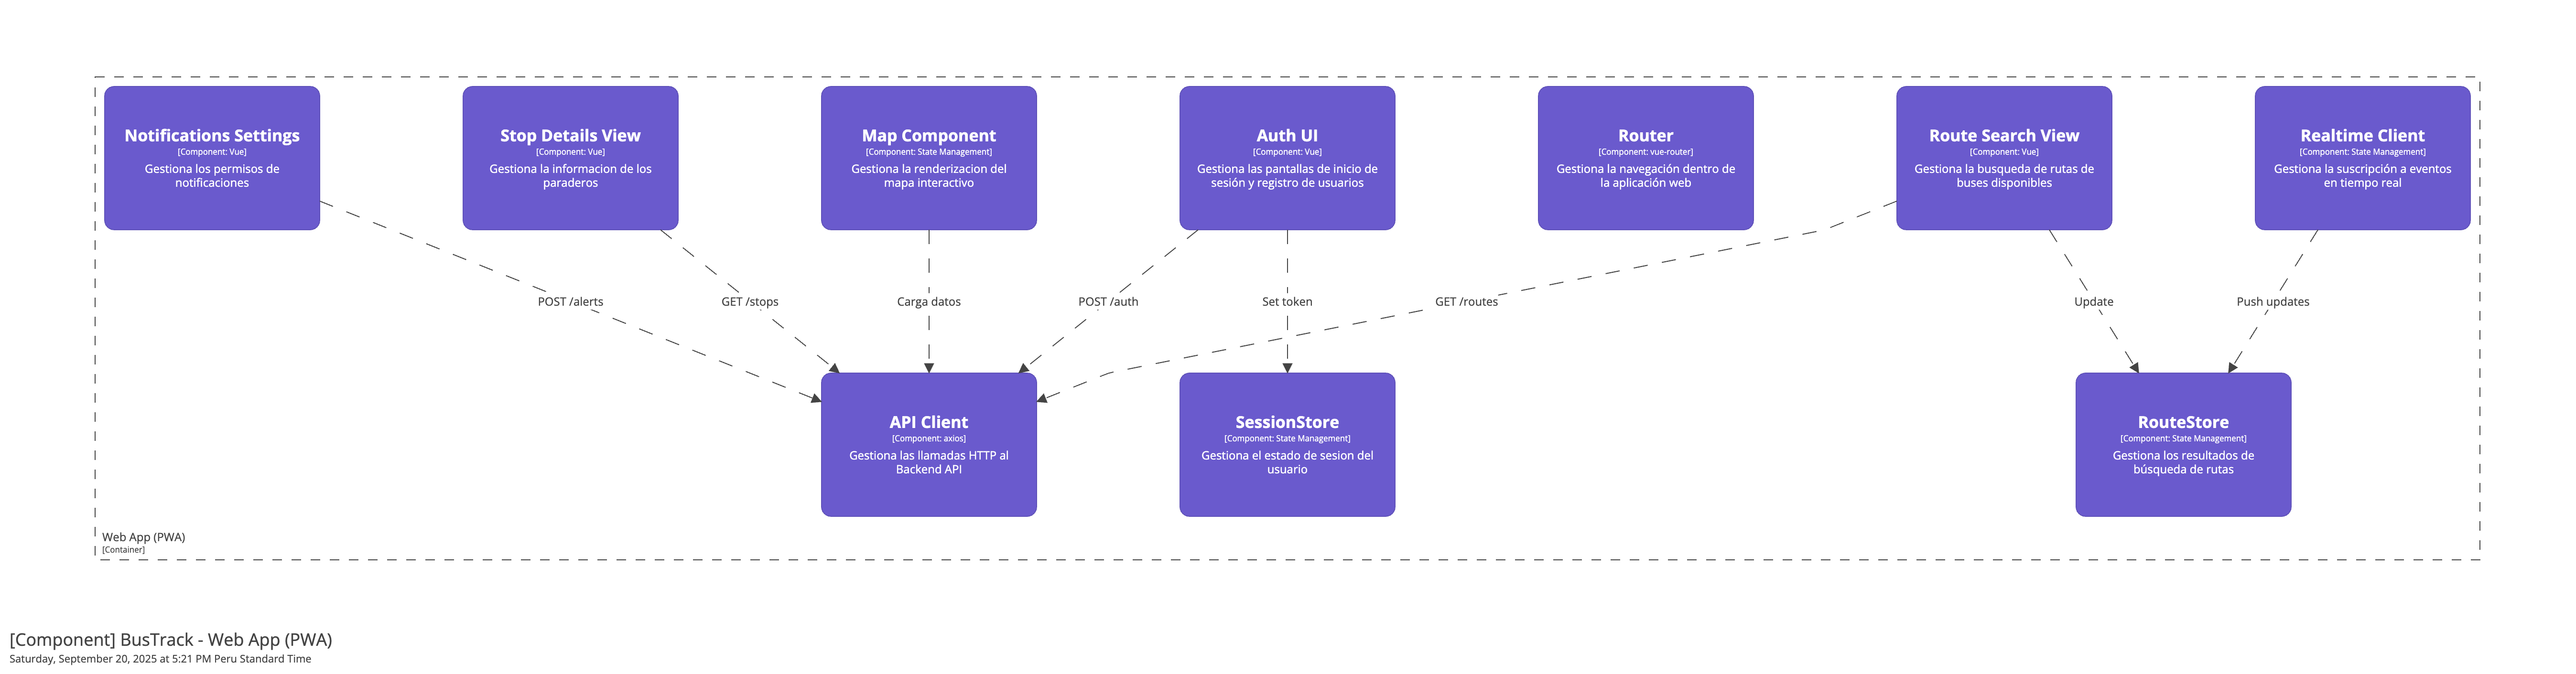 Notifications Settings
[Component: Vue]
Gestiona los permisos de
notificaciones
Stop Details View
[Component: Vue]
Gestiona la informacion de los
paraderos
Map Component
[Component: State Management]
Gestiona la renderizacion del
mapa interactivo
Auth UI
[Component: Vue]
Gestiona las pantallas de inicio de
sesión y registro de usuarios
Router
[Component: vue-router]
Gestiona la navegación dentro de
la aplicación web
Route Search View
[Component: Vue]
Gestiona la busqueda de rutas de
buses disponibles
Realtime Client
[Component: State Management]
Gestiona la suscripción a eventos
en tiempo real
POST /alerts
GET /stops
Carga datos
POST /auth
Set token
GET /routes
Update
Push updates
API Client
[Component: axios]
Gestiona las llamadas HTTP al
Backend API
SessionStore
[Component: State Management]
Gestiona el estado de sesion del
usuario
RouteStore
[Component: State Management]
Gestiona los resultados de
búsqueda de rutas
Web App (PWA)
[Container]
[Component] BusTrack - Web App (PWA)
Saturday, September 20, 2025 at 5:21 PM Peru Standard Time